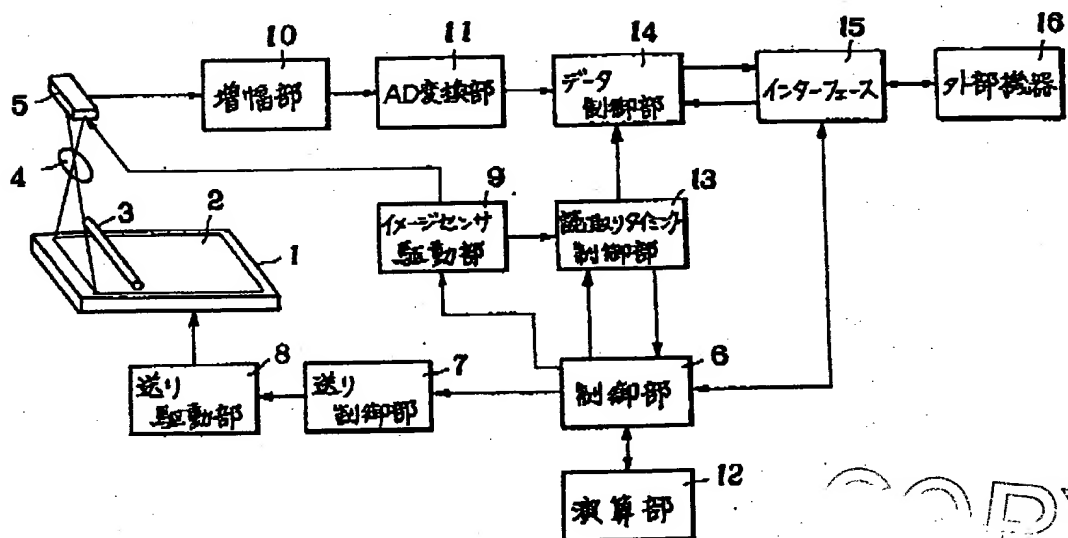 10
11
14
15
16
5
増幅部
AD変換部
データ
制御部
インターフェース
外部機器
4
3
2
9
13
1
イメージセンサ
駆動部
読取りタイミング
制御部
8
7
6
送り
駆動部
送り
制御部
制御部
12
演算部
COPY